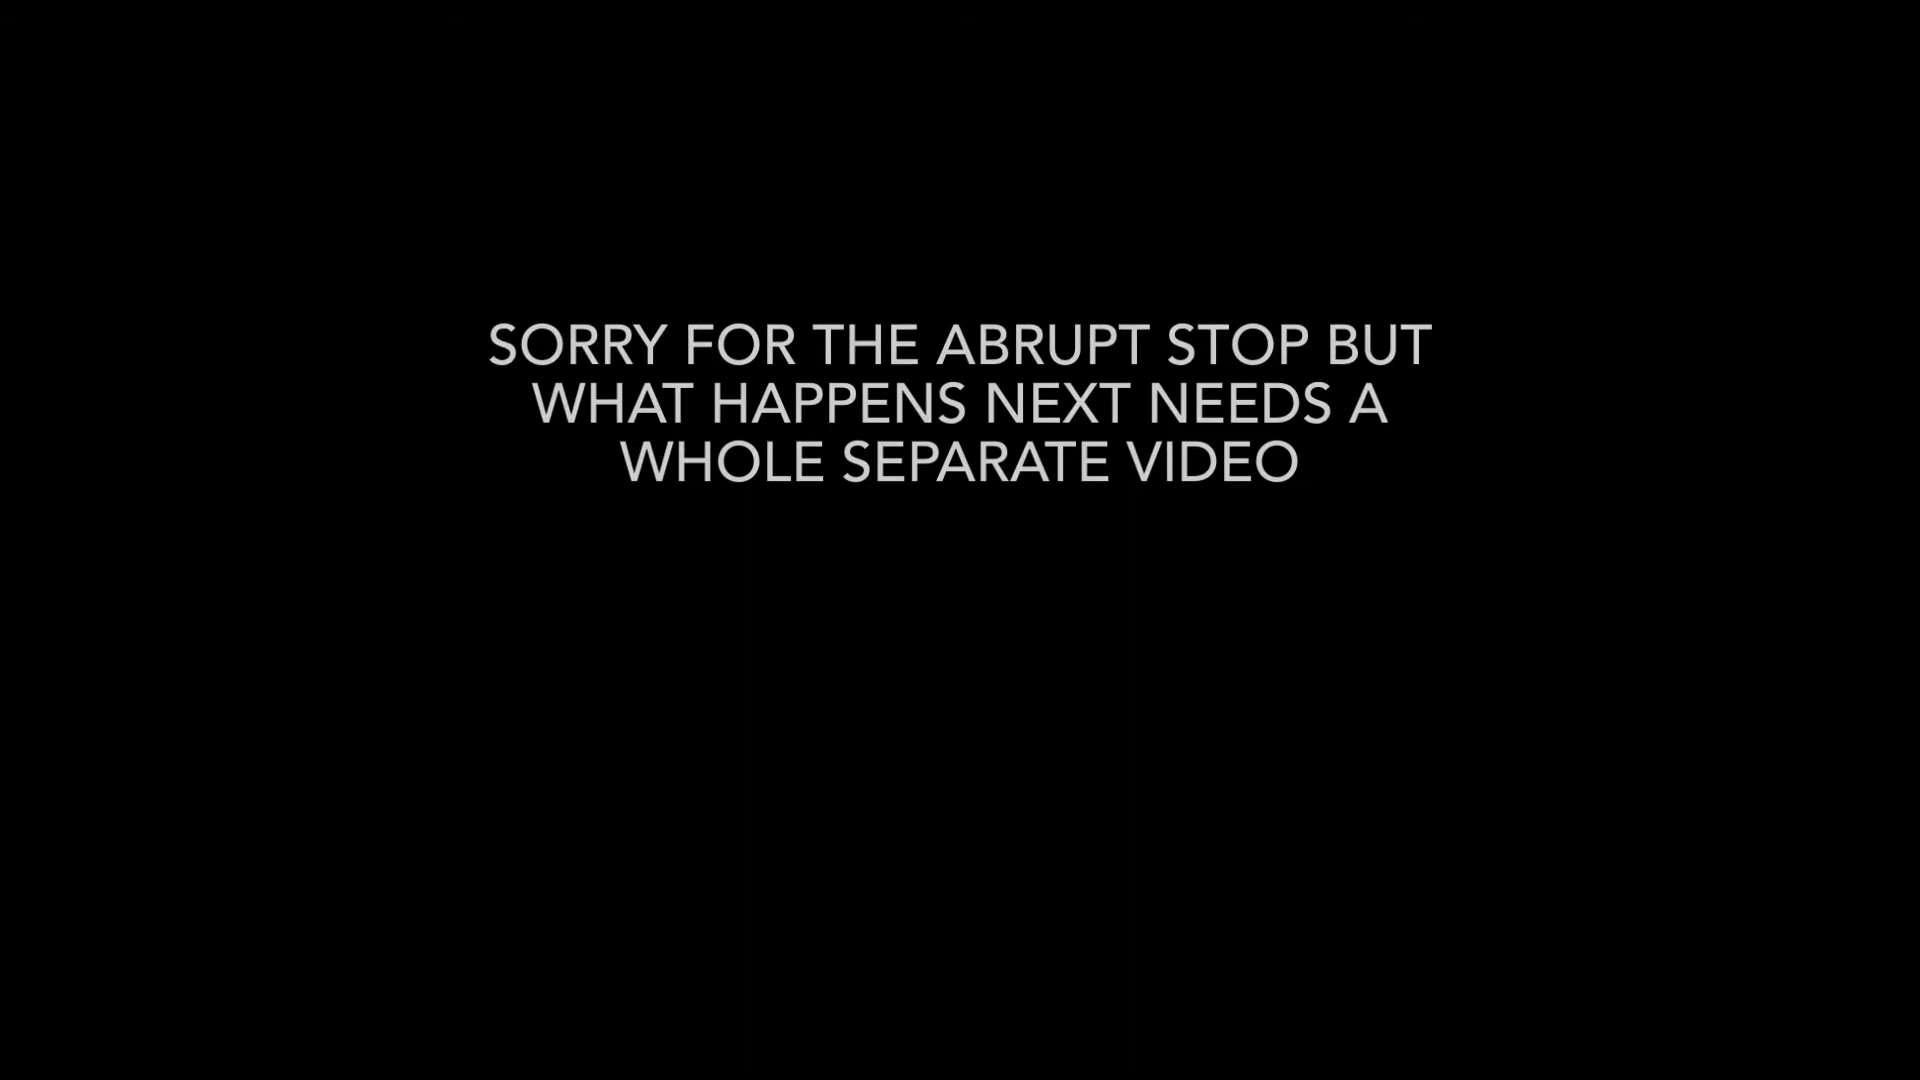 SORRY FOR THE ABRUPT STOP BUT
WHAT HAPPENS NEXT NEEDS A
WHOLE SEPARATE VIDEO